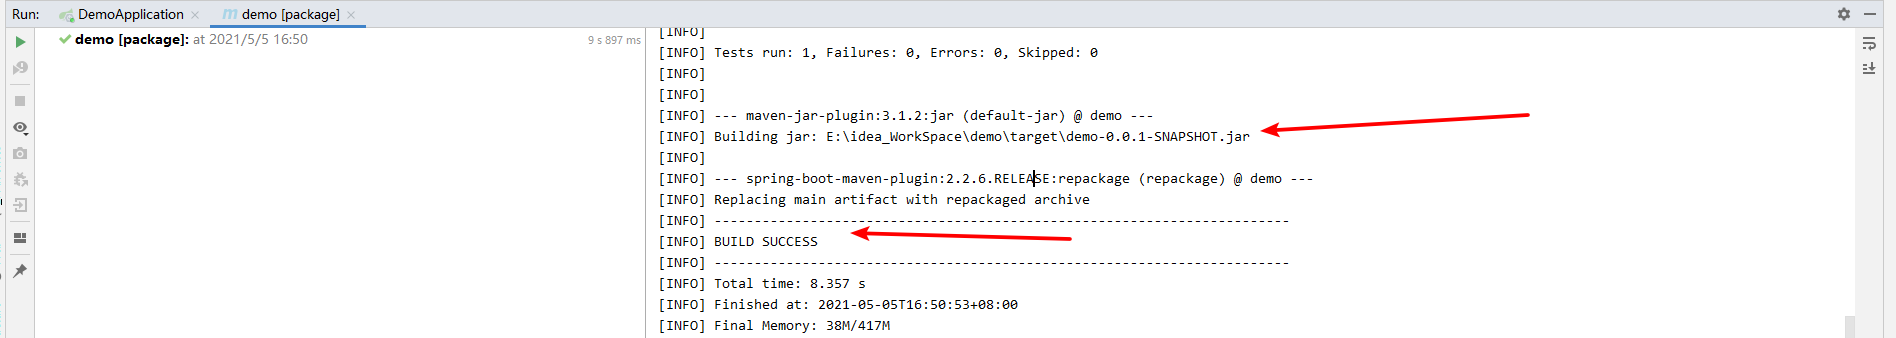 Run: DemoApplication × m demo [package] ×
demo [package]: at 2021/5/5 16:50 9 s 897 ms
[INFO]
[INFO] Tests run: 1, Failures: 0, Errors: 0, Skipped: 0
[INFO]
[INFO]
[INFO] --- maven-jar-plugin:3.1.2:jar (default-jar) @ demo ---
[INFO] Building jar: E:\idea_WorkSpace\demo\target\demo-0.0.1-SNAPSHOT.jar
[INFO]
[INFO] --- spring-boot-maven-plugin:2.2.6.RELEASE:repackage (repackage) @ demo ---
[INFO] Replacing main artifact with repackaged archive
[INFO] ------------------------------------------------------------------------
[INFO] BUILD SUCCESS
[INFO] ------------------------------------------------------------------------
[INFO] Total time: 8.357 s
[INFO] Finished at: 2021-05-05T16:50:53+08:00
[INFO] Final Memory: 38M/417M